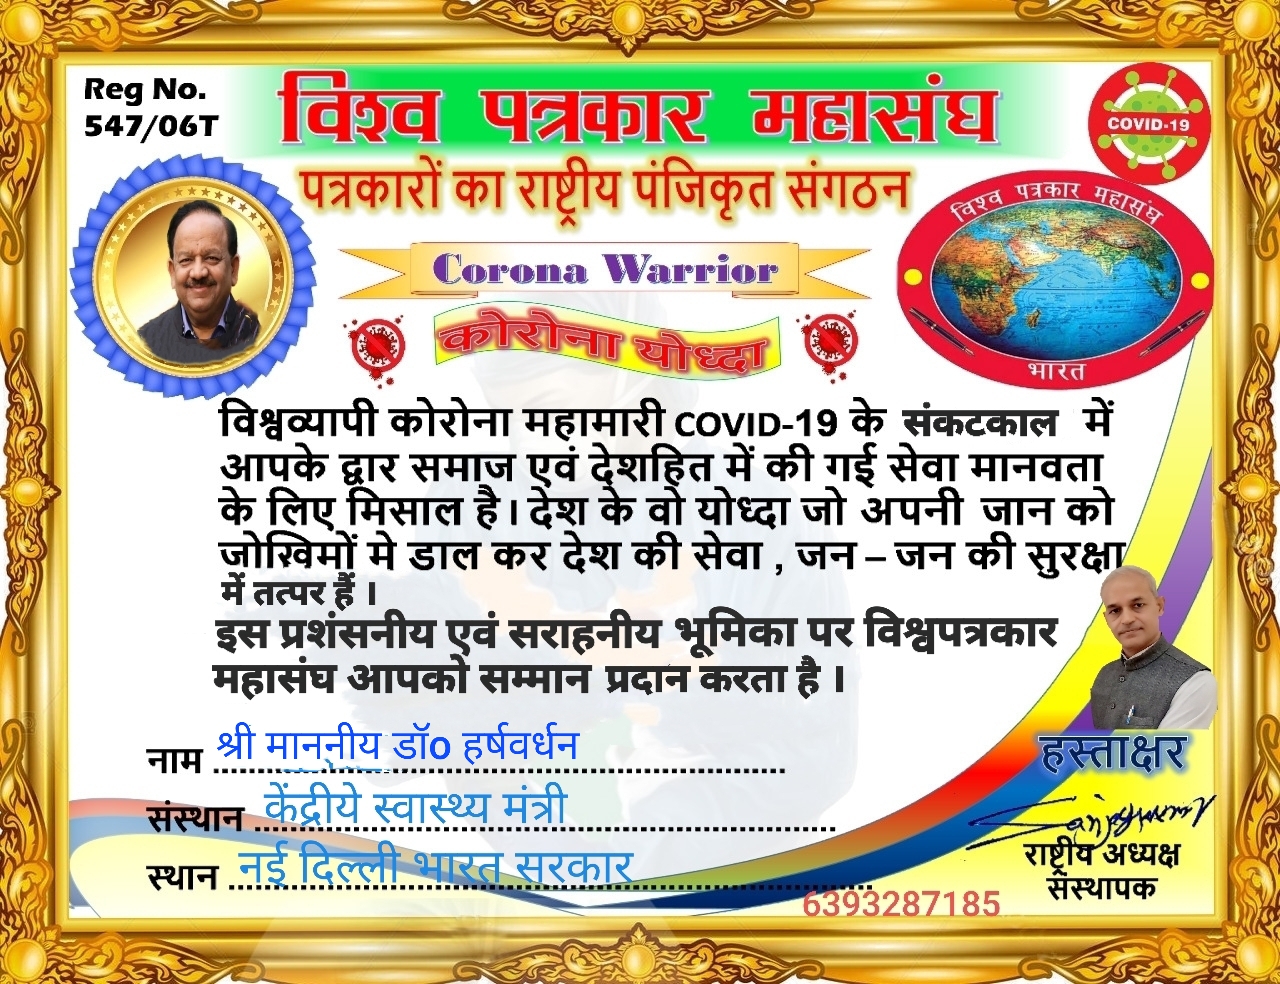 Reg No.
547/06T
विश्व पत्रकार महासंघ
COVID-19
पत्रकारों का राष्ट्रीय पंजिकृत संगठन
विश्व पत्रकार महासंघ
भारत
Corona Warrior
कोरोना योध्दा
विश्वव्यापी कोरोना महामारी COVID-19 के संकटकाल में
आपके द्वार समाज एवं देशहित में की गई सेवा मानवता
के लिए मिसाल है । देश के वो योध्दा जो अपनी जान को
जोखिमों मे डाल कर देश की सेवा , जन – जन की सुरक्षा
में तत्पर हैं ।
इस प्रशंसनीय एवं सराहनीय भूमिका पर विश्वपत्रकार
महासंघ आपको सम्मान प्रदान करता है ।
नाम श्री माननीय डॉ० हर्षवर्धन
संस्थान केंद्रीये स्वास्थ्य मंत्री
स्थान नई दिल्ली भारत सरकार
हस्ताक्षर
राष्ट्रीय अध्यक्ष
संस्थापक
6393287185